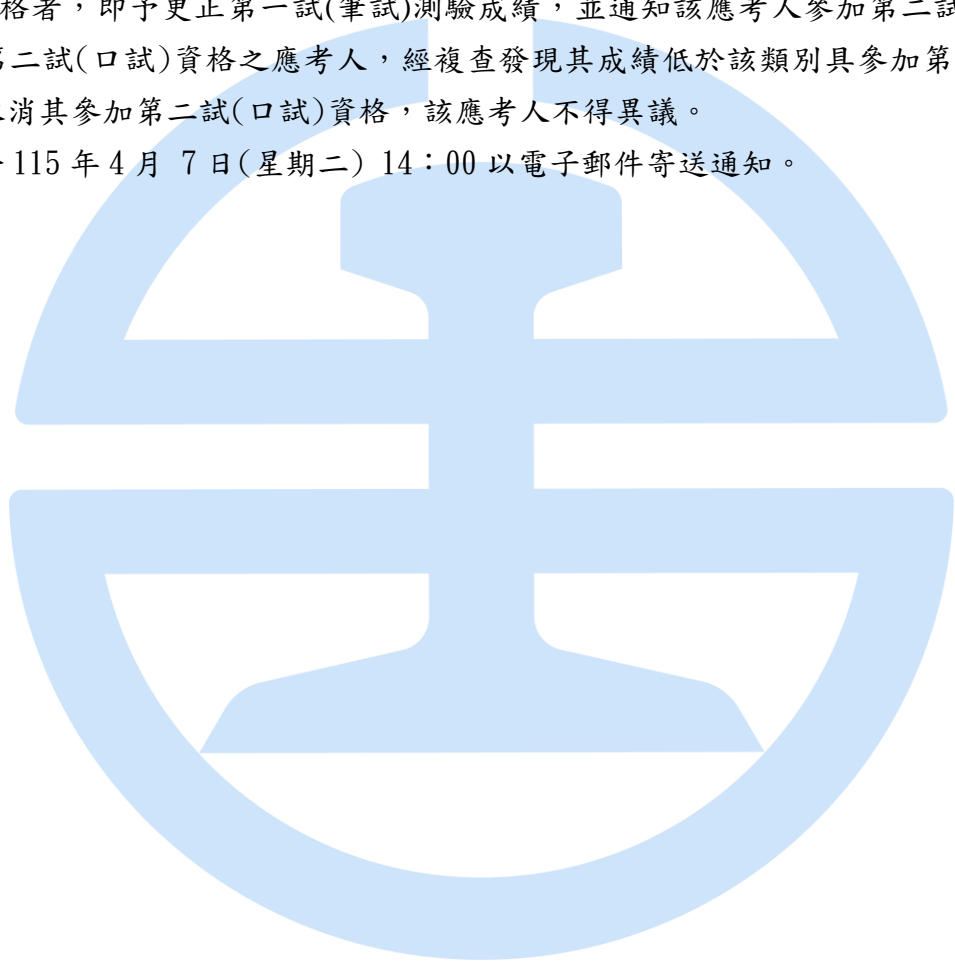 格者，即予更正第一試(筆試)測驗成績，並通知該應考人參加第二試
第二試(口試)資格之應考人，經複查發現其成績低於該類別具參加第
消其參加第二試(口試)資格，該應考人不得異議。
115 年 4 月 7 日(星期二) 14：00 以電子郵件寄送通知。